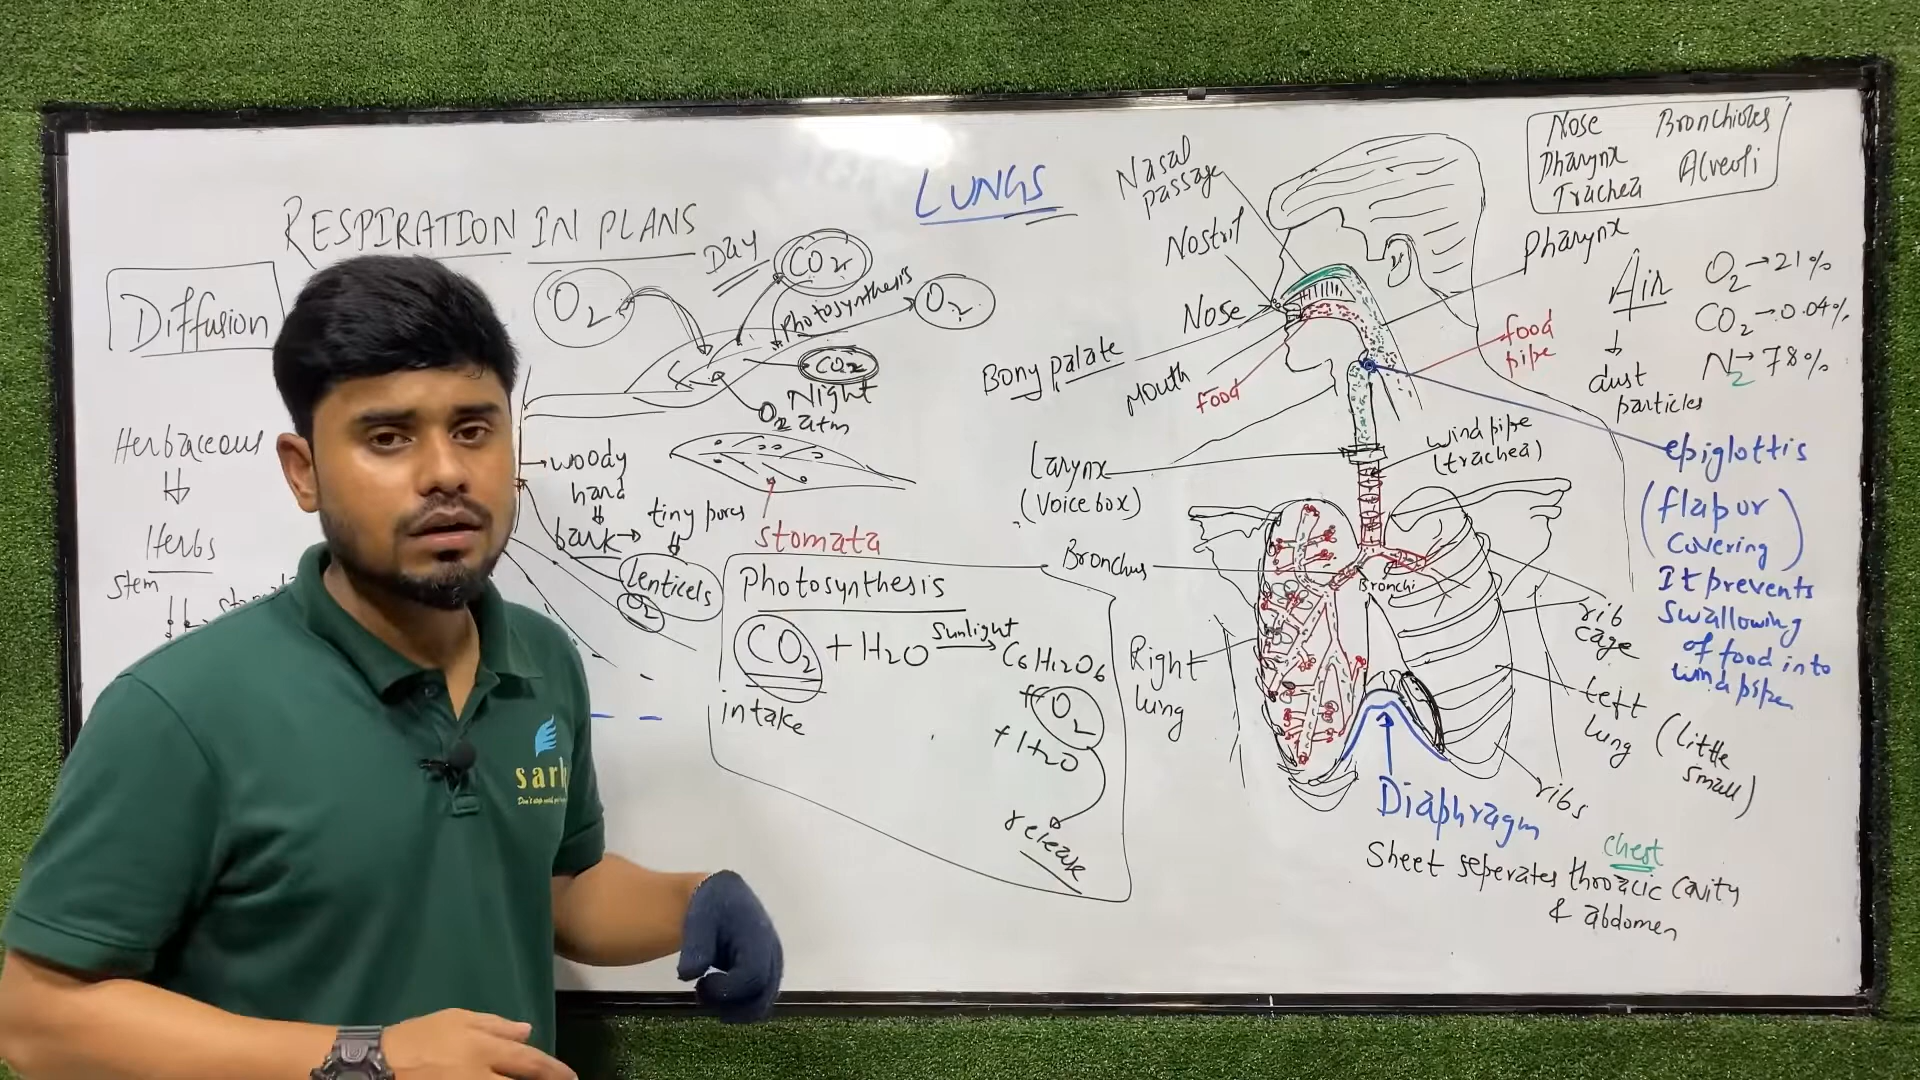 RESPIRATION IN PLANS
Diffusion
Herbaceous
Herbs
stem
O2
Day
CO2
photosynthesis
O2
CO2
Night
O2 atm
woody
hard
bark
tiny pores
lenticels
O2
stomata
Photosynthesis
CO2 + H2O
Sunlight
C6H12O6
intake
O2
+ H2O
release
sark
LUNGS
Nasal
passage
Nostril
Nose
Bony palate
Mouth
food
Larynx
(Voice box)
Bronchus
Right
lung
Nose
Pharynx
Trachea
Bronchioles
Alveoli
Pharynx
food
pipe
Air
dust
particles
O2 → 21%
CO2 → 0.04%
N2 → 78%
wind pipe
(trachea)
Bronchi
epiglottis
(flap or
covering)
It prevents
swallowing
of food into
wind pipe
rib
cage
left
lung
(little
small)
ribs
Diaphragm
chest
Sheet seperates thoracic cavity
& abdomen